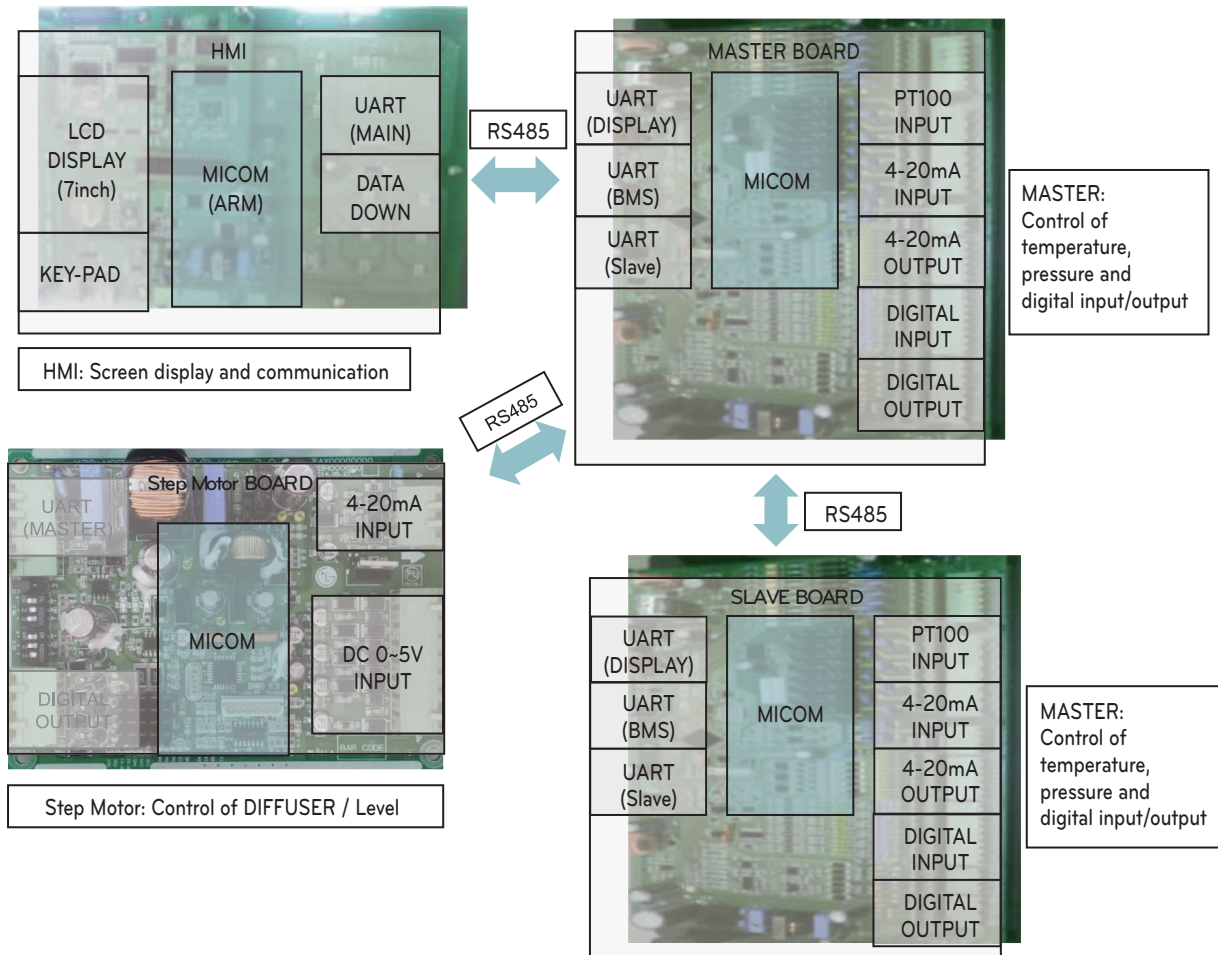 HMI
LCD
DISPLAY
(7inch)
KEY-PAD
MICOM
(ARM)
UART
(MAIN)
DATA
DOWN
HMI: Screen display and communication
RS485
MASTER BOARD
UART
(DISPLAY)
UART
(BMS)
UART
(Slave)
MICOM
PT100
INPUT
4-20mA
INPUT
4-20mA
OUTPUT
DIGITAL
INPUT
DIGITAL
OUTPUT
MASTER:
Control of
temperature,
pressure and
digital input/output
RS485
Step Motor BOARD
UART
(MASTER)
DIGITAL
OUTPUT
MICOM
4-20mA
INPUT
DC 0~5V
INPUT
BAR CODE
Step Motor: Control of DIFFUSER / Level
RS485
SLAVE BOARD
UART
(DISPLAY)
UART
(BMS)
UART
(Slave)
MICOM
PT100
INPUT
4-20mA
INPUT
4-20mA
OUTPUT
DIGITAL
INPUT
DIGITAL
OUTPUT
MASTER:
Control of
temperature,
pressure and
digital input/output